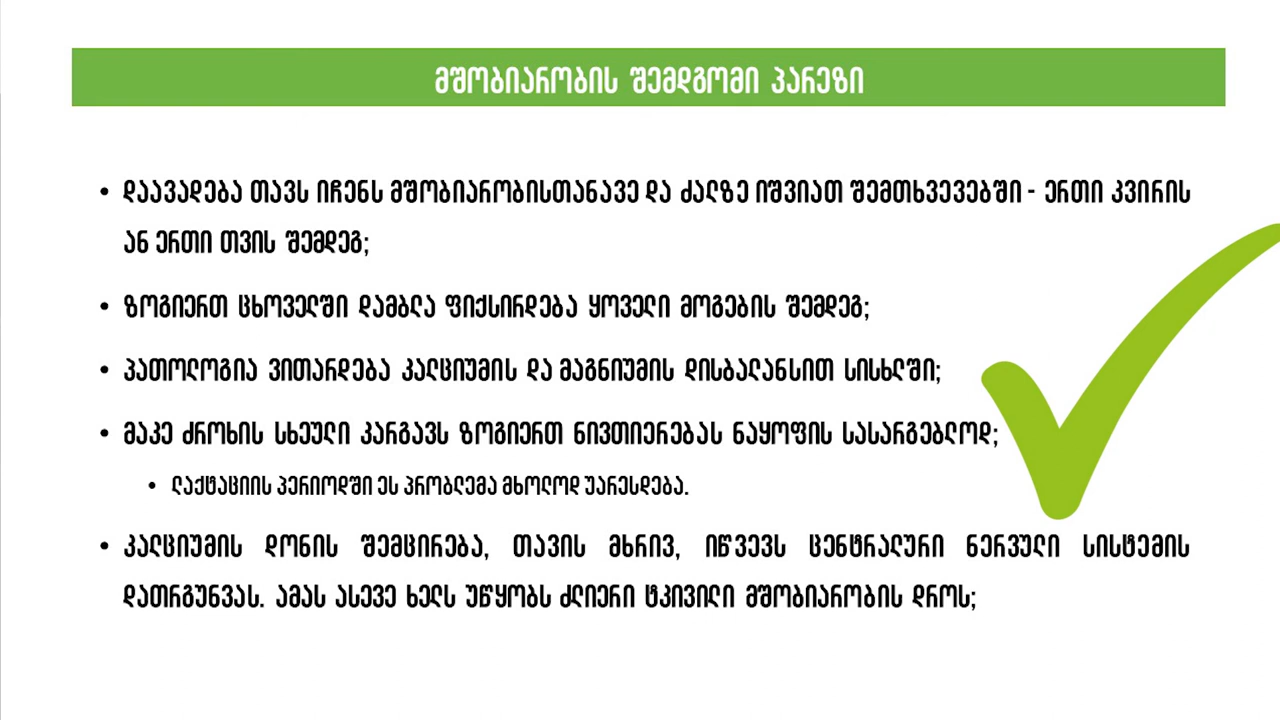 მშობიარობის შემდგომი პარეზი
• დაავადება თავს იჩენს მშობიარობისთანავე და ძალზე იშვიათ შემთხვევებში - ერთი კვირის
ან ერთი თვის შემდეგ;
• ზოგიერთ ცხოველში დამბლა ფიქსირდება ყოველი მოგების შემდეგ;
• პათოლოგია ვითარდება კალციუმის და მაგნიუმის დისბალანსით სისხლში;
• მაკე ძროხის სხეული კარგავს ზოგიერთ ნივთიერებას ნაყოფის სასარგებლოდ;
• ლაქტაციის პერიოდში ეს პრობლემა მხოლოდ უარესდება.
• კალციუმის დონის შემცირება, თავის მხრივ, იწვევს ცენტრალური ნერვული სისტემის
დათრგუნვას. ამას ასევე ხელს უწყობს ძლიერი ტკივილი მშობიარობის დროს;